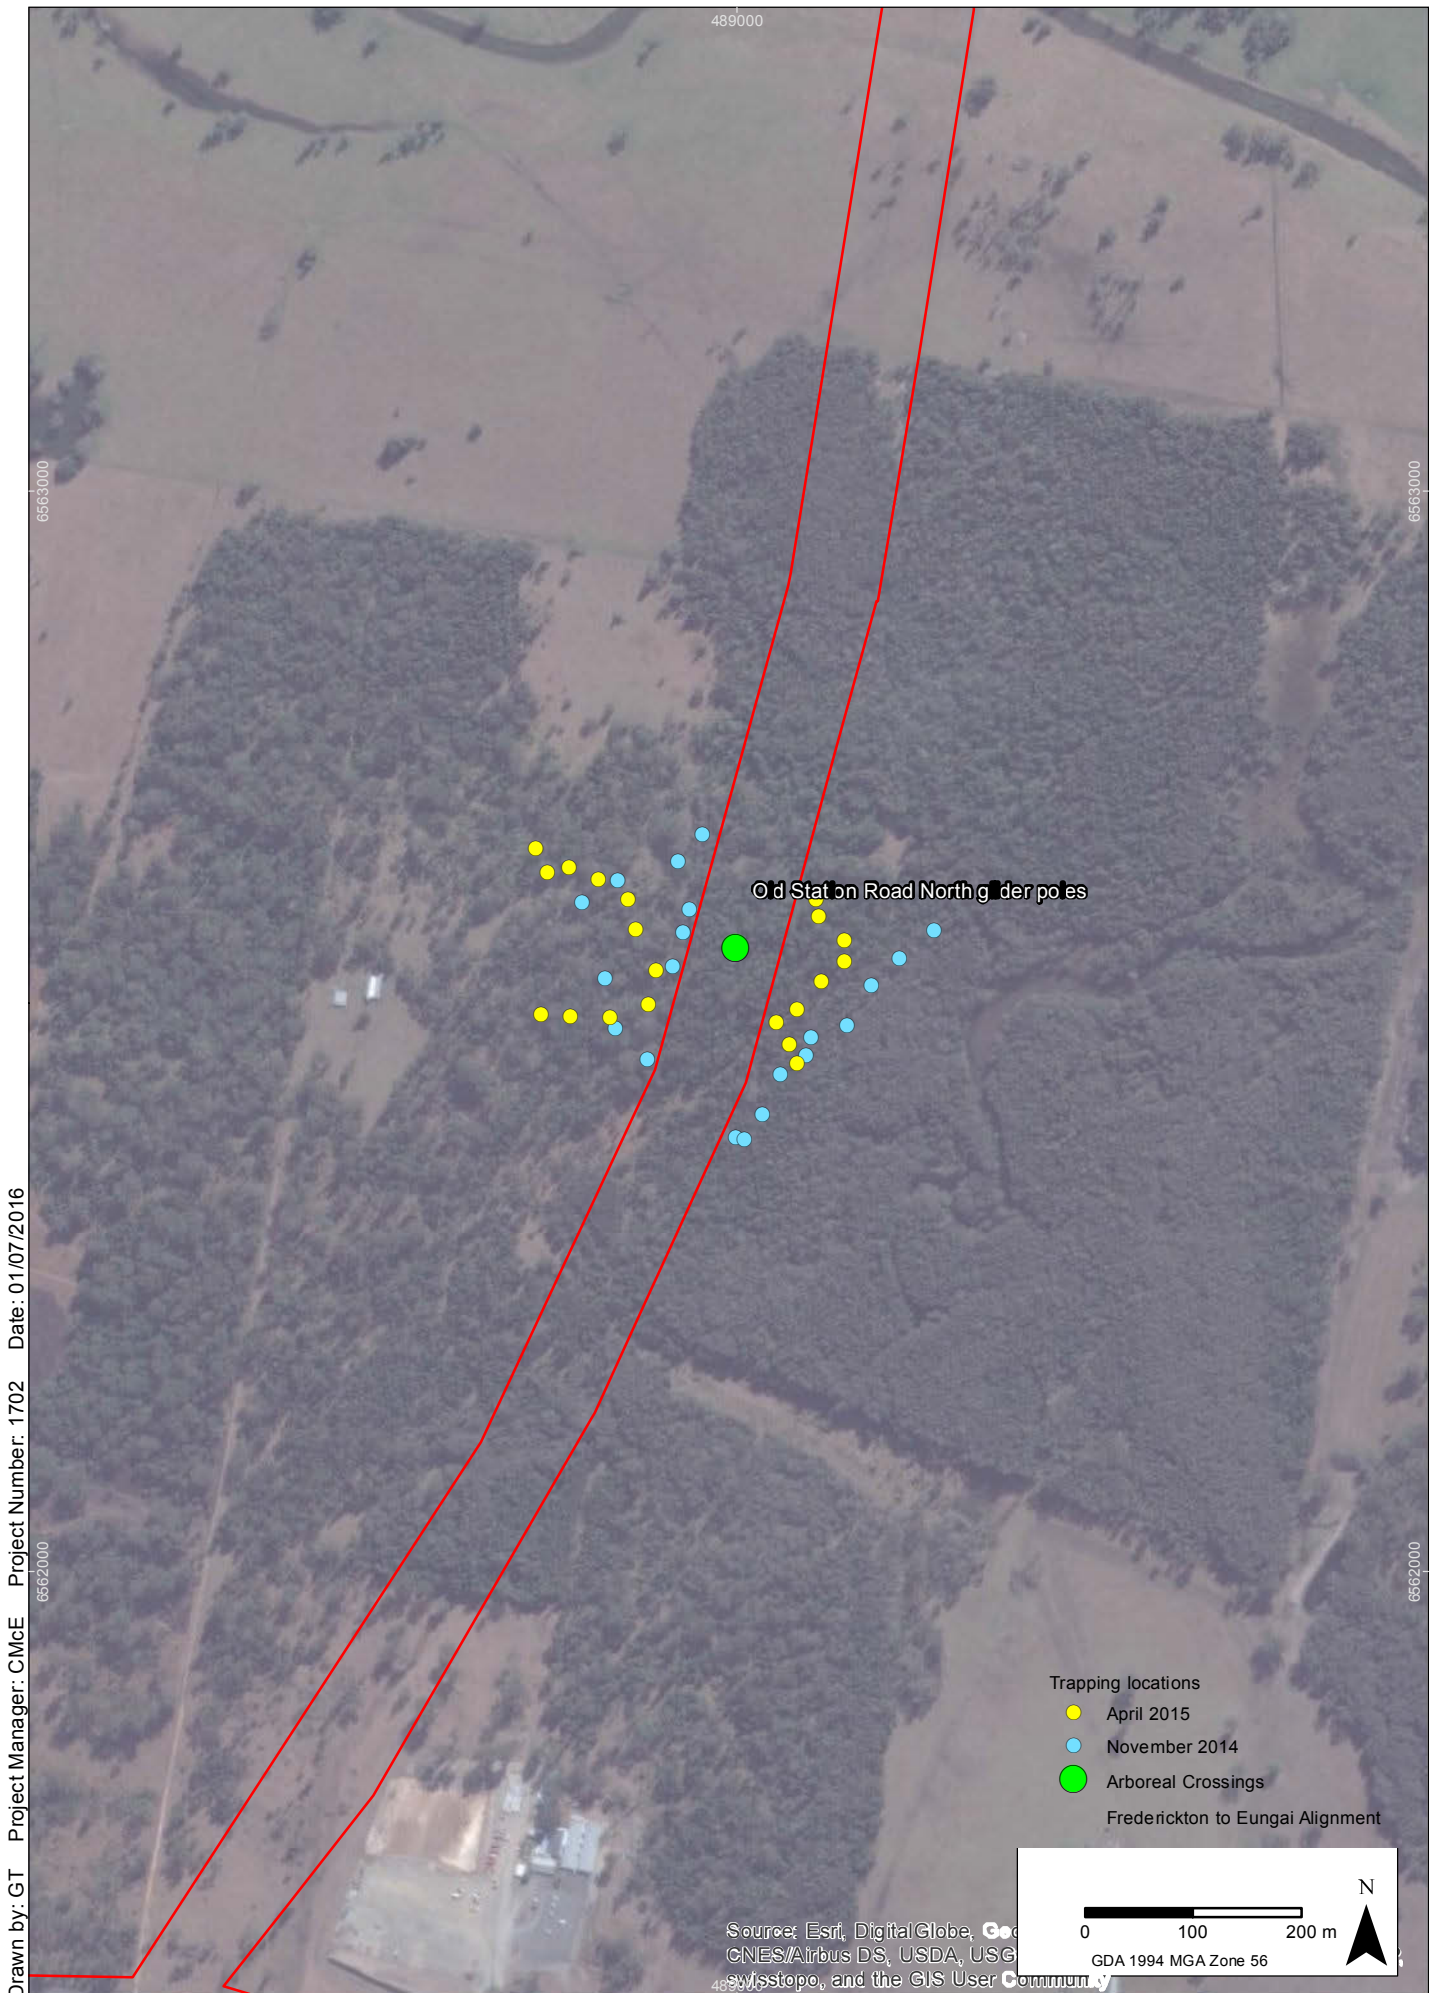 489000
6563000
6563000
Old Station Road North glider poles
Drawn by: GT Project Manager: CMcE Project Number: 1702 Date: 01/07/2016
6562000
6562000
Trapping locations
April 2015
November 2014
Arboreal Crossings
Frederickton to Eungai Alignment
N
0 100 200 m
GDA 1994 MGA Zone 56
Source: Esri, DigitalGlobe,
CNES/Airbus DS, USDA,
swisstopo, and the GIS User Community
489000